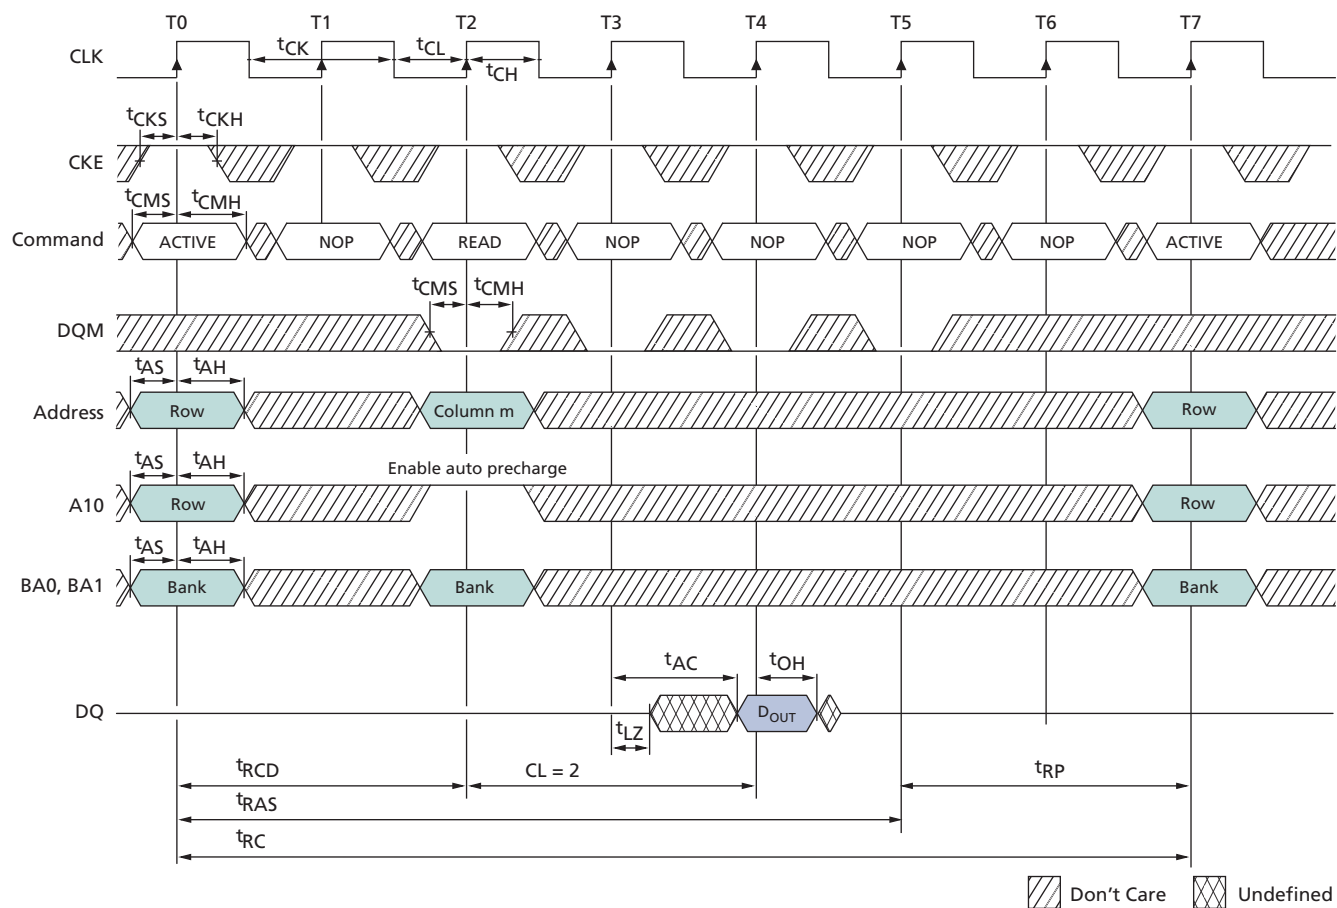 T0 T1 T2 T3 T4 T5 T6 T7
CLK tCK tCL
tCH
tCKS tCKH
CKE
tCMS tCMH
Command ACTIVE NOP READ NOP NOP NOP NOP ACTIVE
tCMS tCMH
DQM
tAS tAH
Address Row Column m Row
tAS tAH Enable auto precharge
A10 Row Row
tAS tAH
BA0, BA1 Bank Bank Bank
tAC tOH
DQ DOUT
tLZ
tRCD CL = 2 tRP
tRAS
tRC
Don't Care Undefined